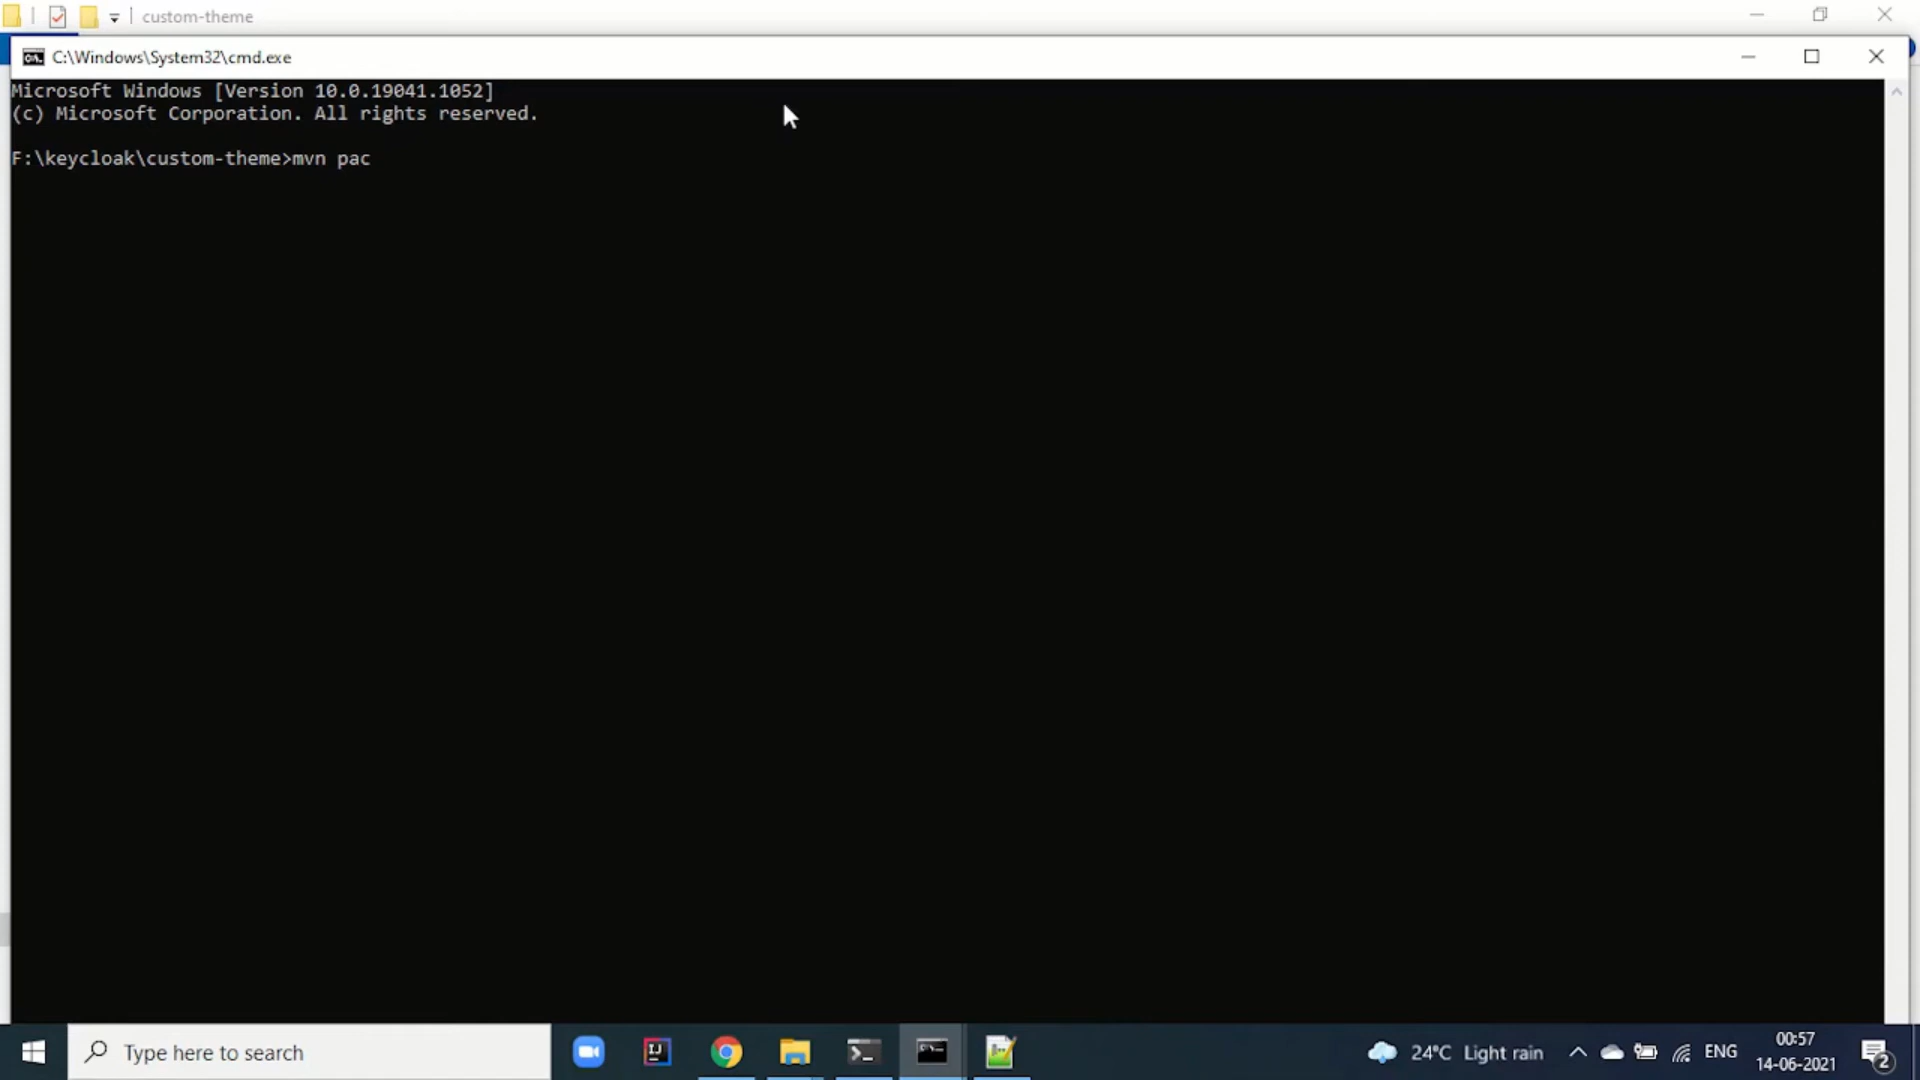 custom-theme
C:\Windows\System32\cmd.exe
Microsoft Windows [Version 10.0.19041.1052]
(c) Microsoft Corporation. All rights reserved.
F:\keycloak\custom-theme>mvn pac
Type here to search
24°C Light rain
ENG
00:57
14-06-2021
2